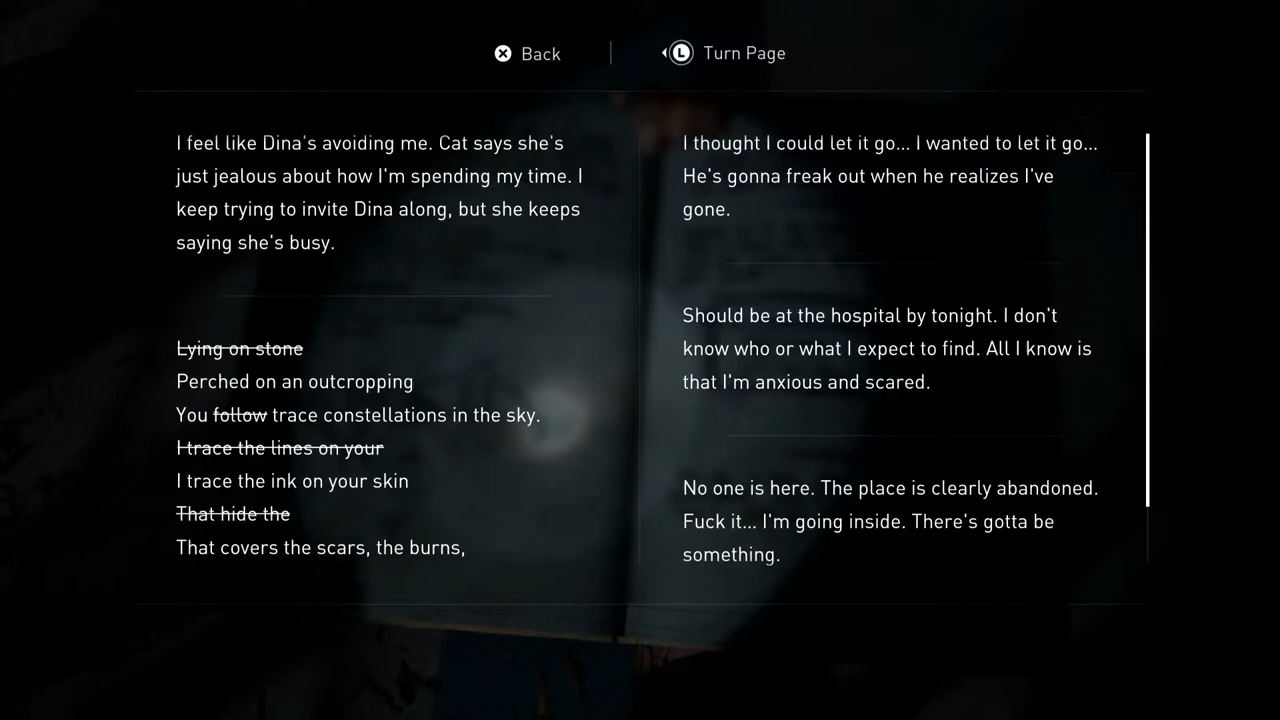 Back
L Turn Page
I feel like Dina's avoiding me. Cat says she's
just jealous about how I'm spending my time. I
keep trying to invite Dina along, but she keeps
saying she's busy.
Lying on stone
Perched on an outcropping
You follow trace constellations in the sky.
I trace the lines on your
I trace the ink on your skin
That hide the
That covers the scars, the burns,
I thought I could let it go... I wanted to let it go...
He's gonna freak out when he realizes I've
gone.
Should be at the hospital by tonight. I don't
know who or what I expect to find. All I know is
that I'm anxious and scared.
No one is here. The place is clearly abandoned.
Fuck it... I'm going inside. There's gotta be
something.